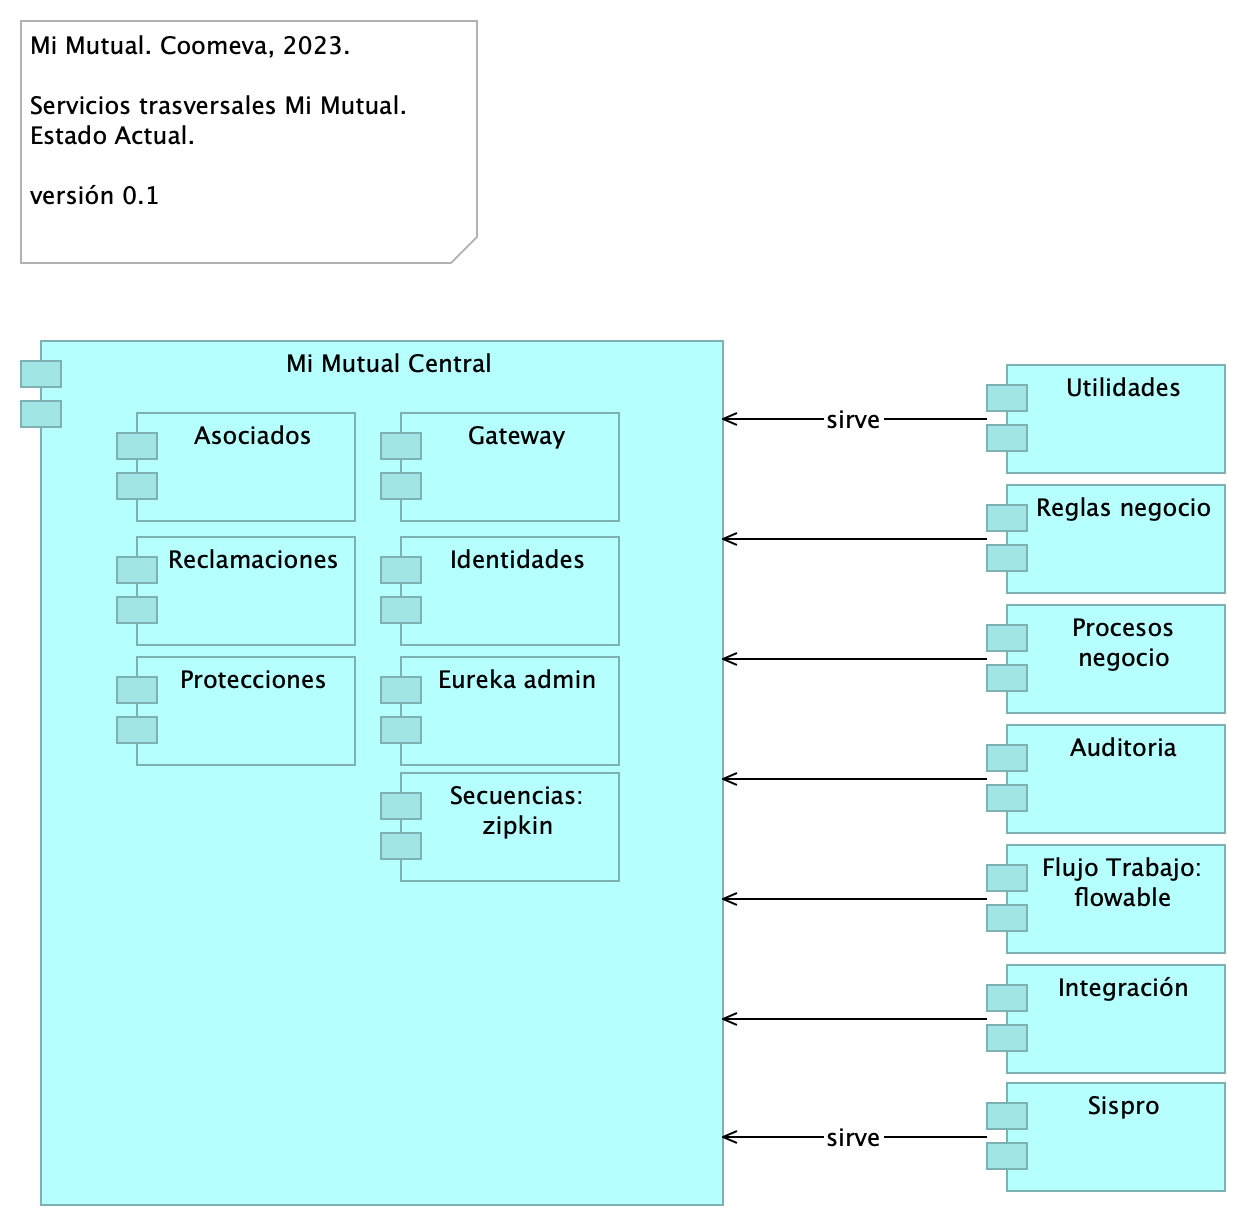 Mi Mutual. Coomeva, 2023.
Servicios trasversales Mi Mutual.
Estado Actual.
versión 0.1
Mi Mutual Central
Asociados
Gateway
Reclamaciones
Identidades
Protecciones
Eureka admin
Secuencias:
zipkin
sirve
sirve
Utilidades
Reglas negocio
Procesos
negocio
Auditoria
Flujo Trabajo:
flowable
Integración
Sispro